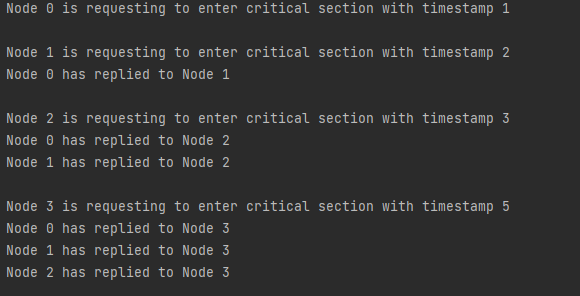 Node 0 is requesting to enter critical section with timestamp 1
Node 1 is requesting to enter critical section with timestamp 2
Node 0 has replied to Node 1
Node 2 is requesting to enter critical section with timestamp 3
Node 0 has replied to Node 2
Node 1 has replied to Node 2
Node 3 is requesting to enter critical section with timestamp 5
Node 0 has replied to Node 3
Node 1 has replied to Node 3
Node 2 has replied to Node 3